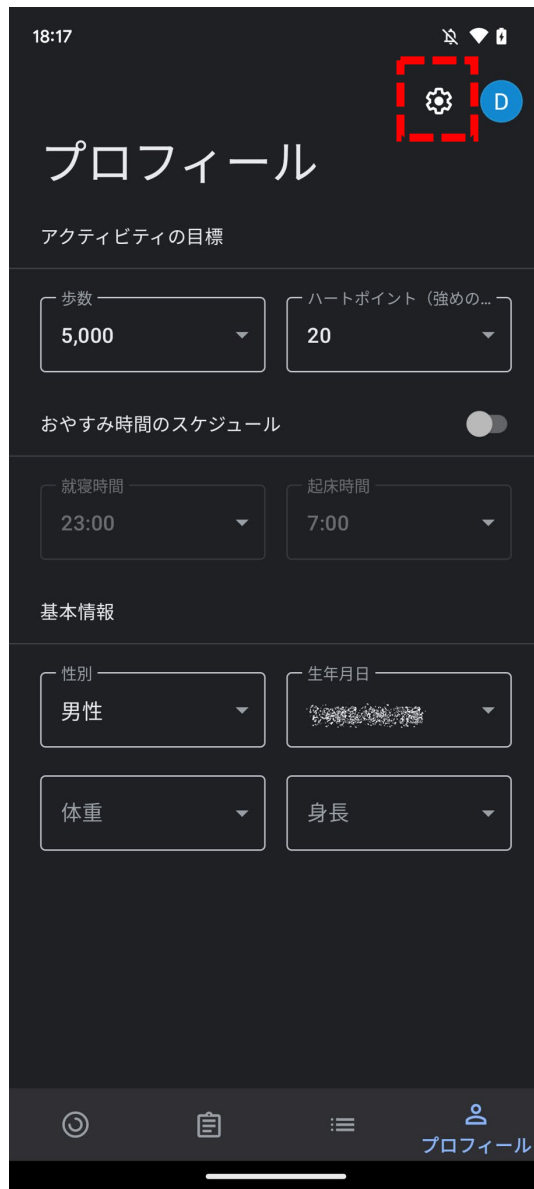 18:17
D
プロフィール
アクティビティの目標
歩数
ハートポイント（強めの...
5,000
20
おやすみ時間のスケジュール
就寝時間
起床時間
23:00
7:00
基本情報
性別
生年月日
男性
体重
身長
プロフィール